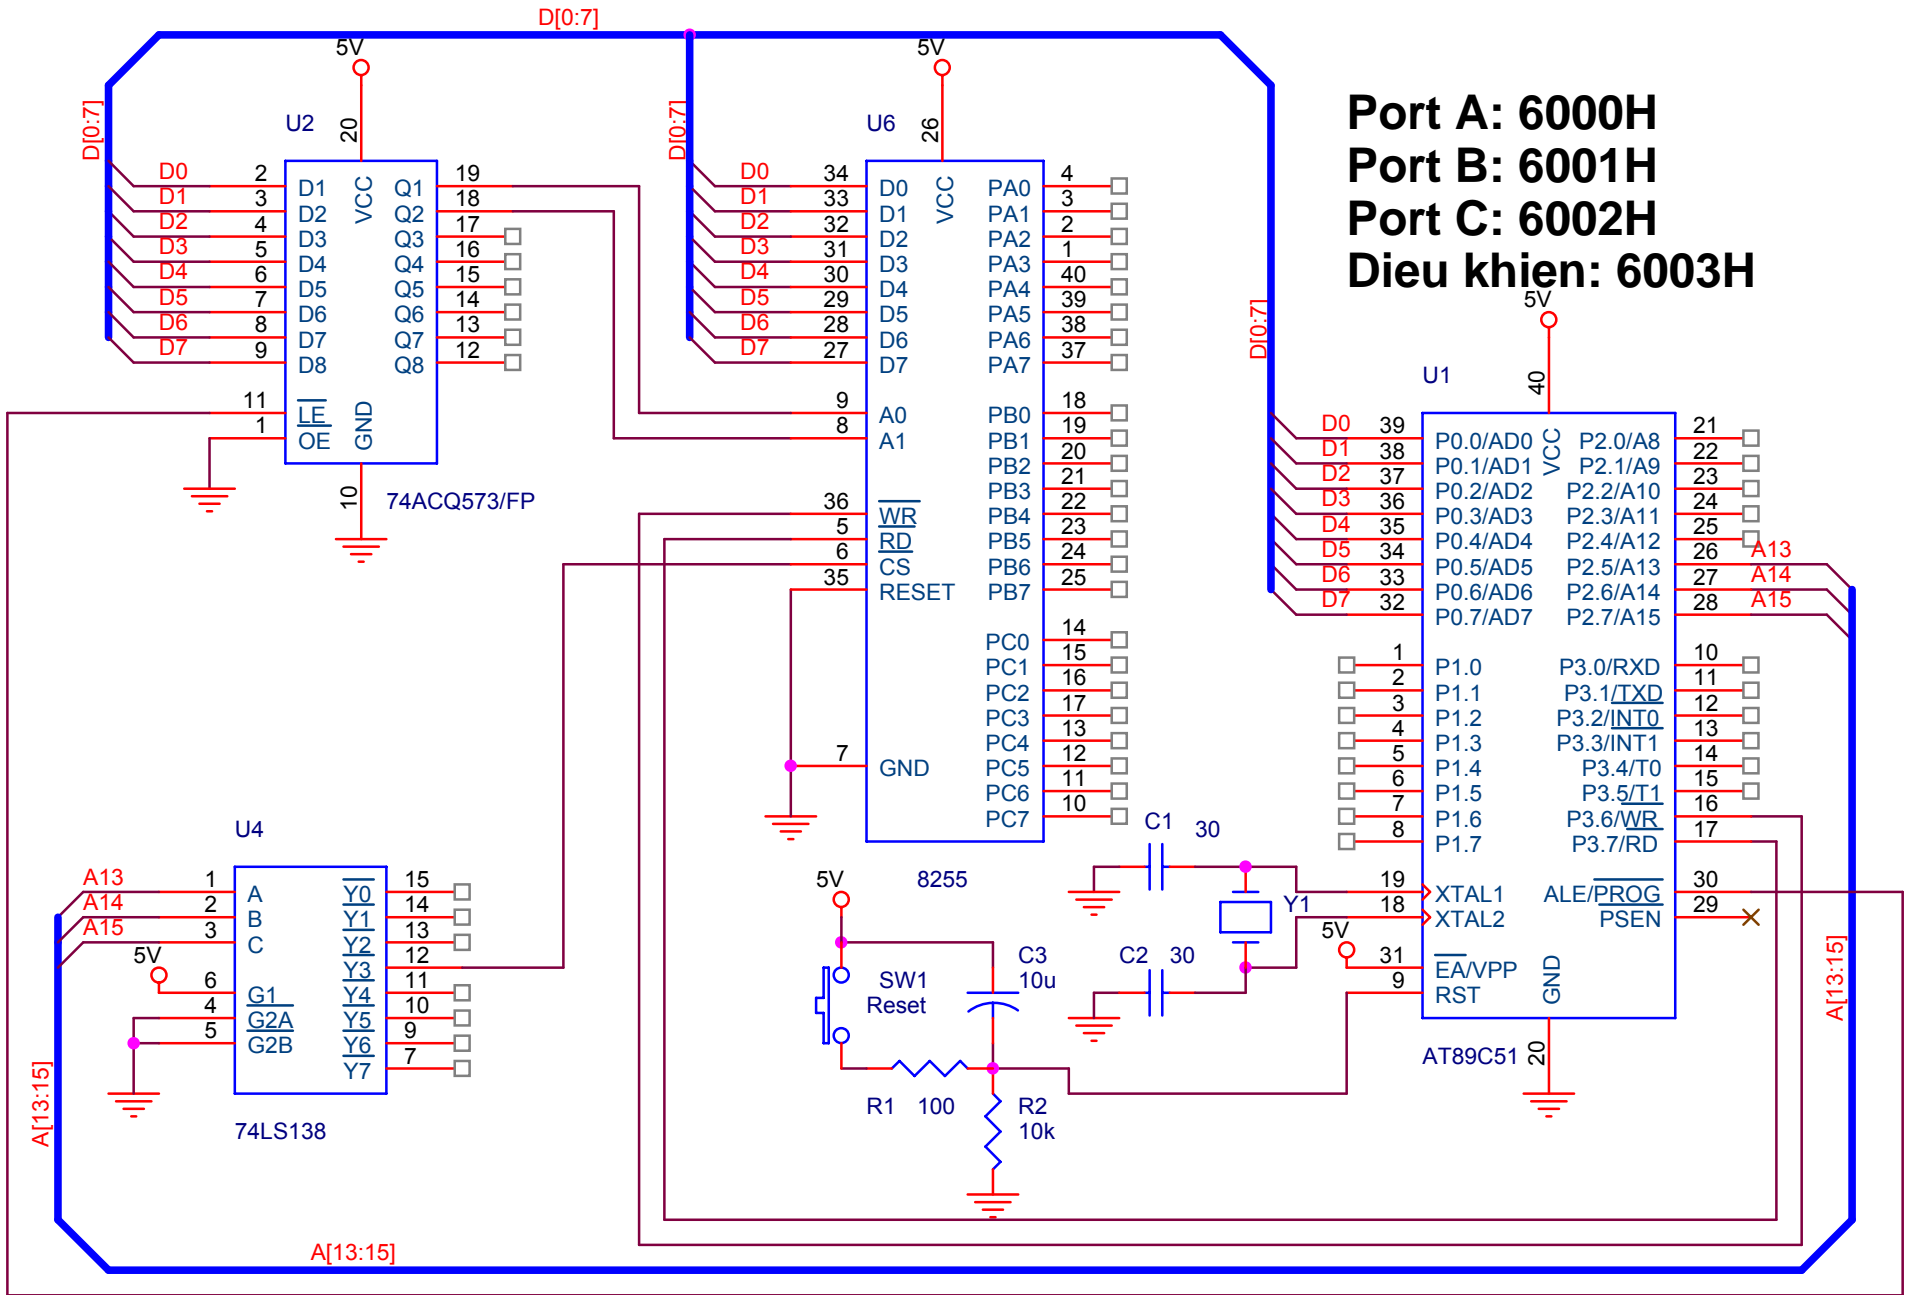 D[0:7]
5V
5V
Port A: 6000H
Port B: 6001H
Port C: 6002H
Dieu khien: 6003H
D[0:7]
U2
20
D0 2 D1 VCC Q1 19
D1 3 D2 Q2 18
D2 4 D3 Q3 17
D3 5 D4 Q4 16
D4 6 D5 Q5 15
D5 7 D6 Q6 14
D6 8 D7 Q7 13
D7 9 D8 Q8 12
11 LE
1 OE GND
10
74ACQ573/FP
D[0:7]
U6
26
D0 34 D0 VCC PA0 4
D1 33 D1 PA1 3
D2 32 D2 PA2 2
D3 31 D3 PA3 1
D4 30 D4 PA4 40
D5 29 D5 PA5 39
D6 28 D6 PA6 38
D7 27 D7 PA7 37
9 A0 PB0 18
8 A1 PB1 19
PB2 20
PB3 21
36 WR PB4 22
5 RD PB5 23
6 CS PB6 24
35 RESET PB7 25
PC0 14
PC1 15
PC2 16
PC3 17
PC4 13
7 GND PC5 12
PC6 11
PC7 10
8255
D[0:7]
5V
U1
40
D0 39 P0.0/AD0 VCC P2.0/A8 21
D1 38 P0.1/AD1 P2.1/A9 22
D2 37 P0.2/AD2 P2.2/A10 23
D3 36 P0.3/AD3 P2.3/A11 24
D4 35 P0.4/AD4 P2.4/A12 25
D5 34 P0.5/AD5 P2.5/A13 26 A13
D6 33 P0.6/AD6 P2.6/A14 27 A14
D7 32 P0.7/AD7 P2.7/A15 28 A15
1 P1.0 P3.0/RXD 10
2 P1.1 P3.1/TXD 11
3 P1.2 P3.2/INT0 12
4 P1.3 P3.3/INT1 13
5 P1.4 P3.4/T0 14
6 P1.5 P3.5/T1 15
7 P1.6 P3.6/WR 16
8 P1.7 P3.7/RD 17
19 XTAL1 ALE/PROG 30
18 XTAL2 PSEN 29
5V
31 EA/VPP
9 RST GND
AT89C51 20
A[13:15]
U4
A13 1 A Y0 15
A14 2 B Y1 14
A15 3 C Y2 13
5V Y3 12
6 G1 Y4 11
4 G2A Y5 10
5 G2B Y6 9
Y7 7
74LS138
A[13:15]
A[13:15]
5V
SW1
Reset
C3
10u
R1 100
R2
10k
C1 30
Y1
C2 30